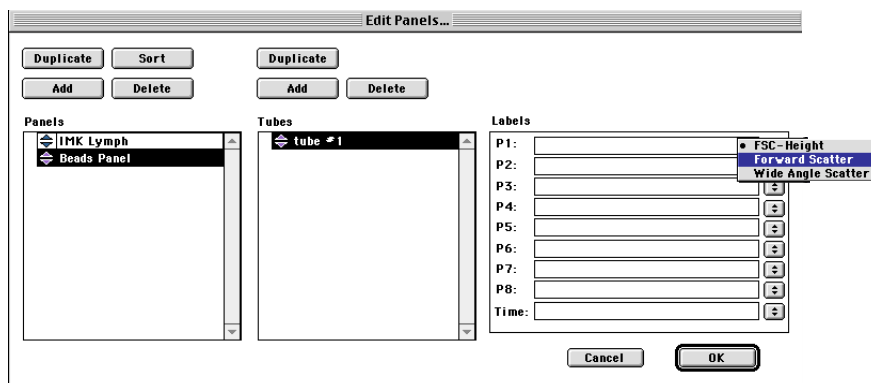 Edit Panels...
Duplicate Sort Duplicate
Add Delete Add Delete
Panels Tubes Labels
IMK Lymph
Beads Panel
tube #1
P1:
P2:
P3:
P4:
P5:
P6:
P7:
P8:
Time:
• FSC-Height
Forward Scatter
Wide Angle Scatter
Cancel OK